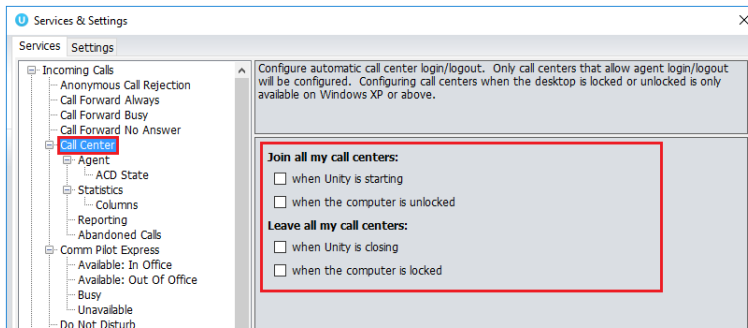 Services & Settings
Services Settings
Incoming Calls
Anonymous Call Rejection
Call Forward Always
Call Forward Busy
Call Forward No Answer
Call Center
Agent
ACD State
Statistics
Columns
Reporting
Abandoned Calls
Comm Pilot Express
Available: In Office
Available: Out Of Office
Busy
Unavailable
Do Not Disturb
Configure automatic call center login/logout. Only call centers that allow agent login/logout
will be configured. Configuring call centers when the desktop is locked or unlocked is only
available on Windows XP or above.
Join all my call centers:
when Unity is starting
when the computer is unlocked
Leave all my call centers:
when Unity is closing
when the computer is locked